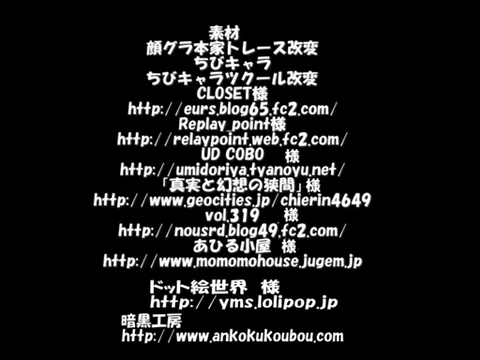 素材
顔グラ本家トレース改変
ちびキャラ
ちびキャラツクール改変
CLOSET様
http://eurs.blog65.fc2.com/
Replay point様
http://relaypoint.web.fc2.com/
UD COBO 様
http://umidoriya.tyanoyu.net/
「真実と幻想の狭間」様
http://www.geocities.jp/chierin4649
vol.319 様
http://nousrd.blog49.fc2.com/
あひる小屋 様
http://www.momomohouse.jugem.jp
ドット絵世界 様
http://yms.lolipop.jp
暗黒工房
http://www.ankokukoubou.com